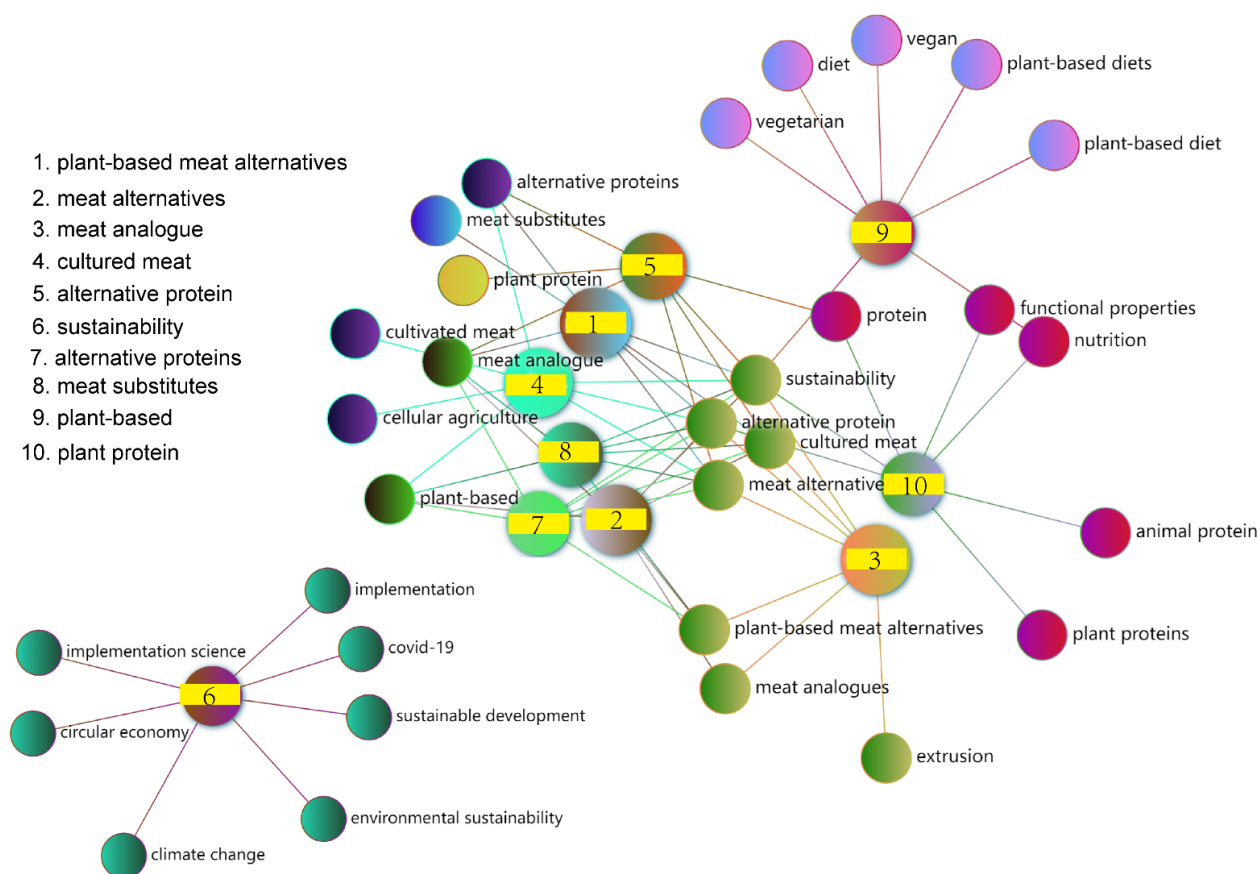 vegan
diet
plant-based diets
vegetarian
plant-based diet
1. plant-based meat alternatives
2. meat alternatives
3. meat analogue
4. cultured meat
5. alternative protein
6. sustainability
7. alternative proteins
8. meat substitutes
9. plant-based
10. plant protein
alternative proteins
meat substitutes
9
5
plant protein
functional properties
protein
1
cultivated meat
nutrition
meat analogue
4
sustainability
cellular agriculture
alternative protein
cultured meat
8
meat alternative
10
plant-based
7
2
animal protein
3
implementation
plant-based meat alternatives
plant proteins
implementation science
covid-19
meat analogues
6
sustainable development
circular economy
extrusion
environmental sustainability
climate change